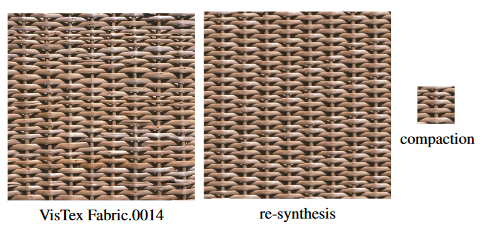 VisTex Fabric.0014
re-synthesis
compaction